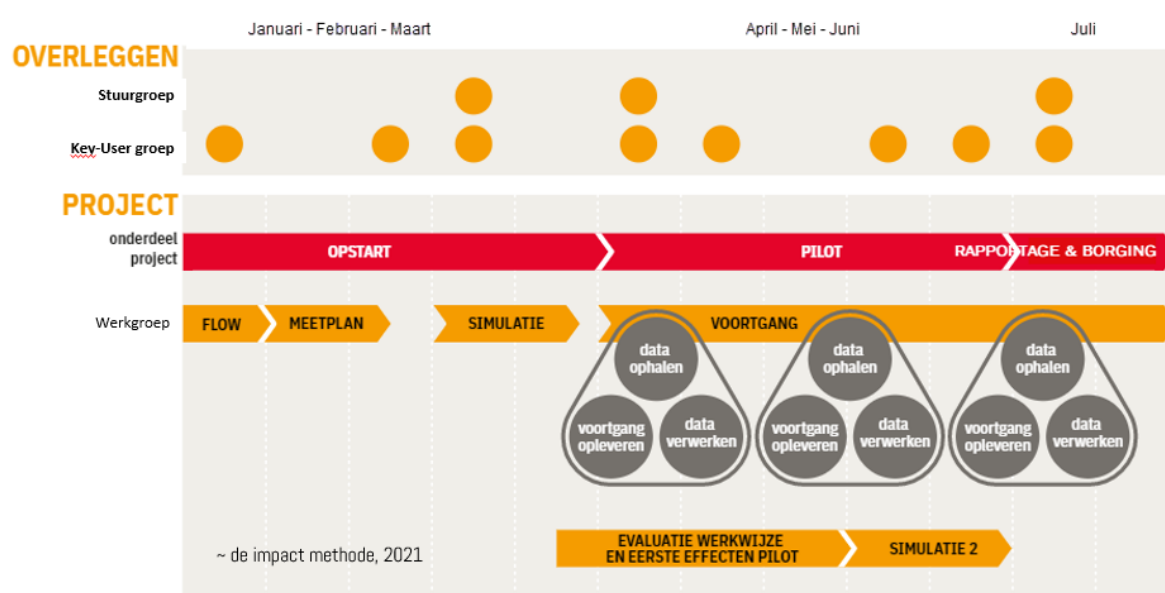 Januari - Februari - Maart
April - Mei - Juni
Juli
OVERLEGGEN
Stuurgroep
Key-User groep
PROJECT
onderdeel
project
OPSTART
PILOT
RAPPORTAGE & BORGING
Werkgroep
FLOW
MEETPLAN
SIMULATIE
VOORTGANG
data
ophalen
voortgang
opleveren
data
verwerken
data
ophalen
voortgang
opleveren
data
verwerken
data
ophalen
voortgang
opleveren
data
verwerken
EVALUATIE WERKWIJZE
EN EERSTE EFFECTEN PILOT
SIMULATIE 2
~ de impact methode, 2021